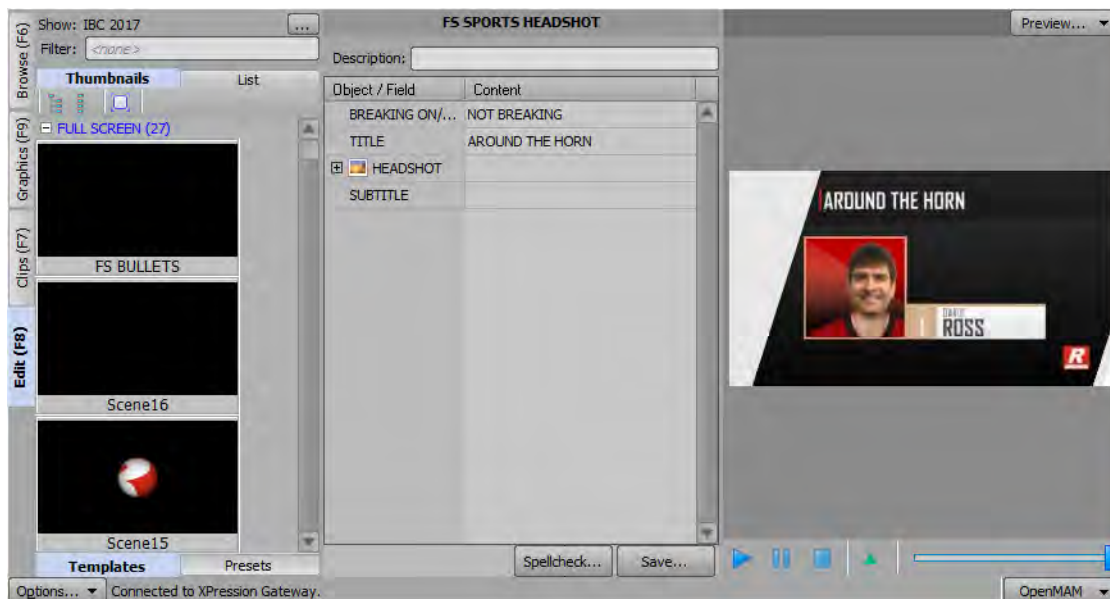 Show: IBC 2017
...
Filter: <none>
Thumbnails
List
FULL SCREEN (27)
FS BULLETS
Scene16
Scene15
Templates
Presets
Browse (F6)
Graphics (F9)
Clips (F7)
Edit (F8)
FS SPORTS HEADSHOT
Description:
Object / Field Content
BREAKING ON/... NOT BREAKING
TITLE AROUND THE HORN
HEADSHOT
SUBTITLE
Spellcheck...
Save...
Preview...
AROUND THE HORN
DAVID
ROSS
R
Options...
Connected to XPression Gateway.
OpenMAM